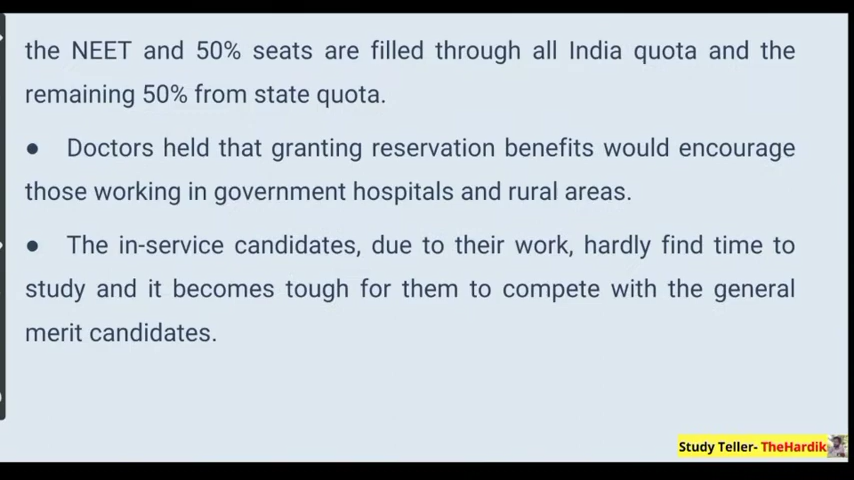 the NEET and 50% seats are filled through all India quota and the
remaining 50% from state quota.
● Doctors held that granting reservation benefits would encourage
those working in government hospitals and rural areas.
● The in-service candidates, due to their work, hardly find time to
study and it becomes tough for them to compete with the general
merit candidates.
Study Teller- TheHardik